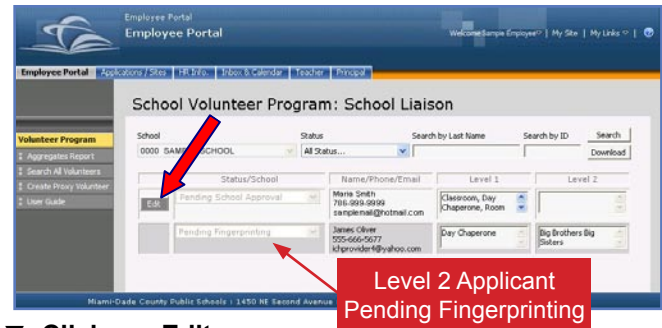 Employee Portal
Employee Portal
Welcome Sample Employee | My Site | My Links |
Employee Portal Applications / Sites HR Info. Inbox & Calendar Teacher Principal
School Volunteer Program: School Liaison
Volunteer Program
Aggregates Report
Search All Volunteers
Create Proxy Volunteer
User Guide
School Status Search by Last Name Search by ID Search
0000 SCHOOL All Status... Download
Status/School Name/Phone/Email Level 1 Level 2
Edit Pending School Approval Maria Smith
786-999-9999
samplemail@hotmail.com Classroom, Day
Chaperone, Room
Pending Fingerprinting James Oliver
555-666-5677
ichprovider4@yahoo.com Day Chaperone Big Brothers Big
Sisters
Level 2 Applicant
Pending Fingerprinting
Miami-Dade County Public Schools | 1450 NE Second Avenue